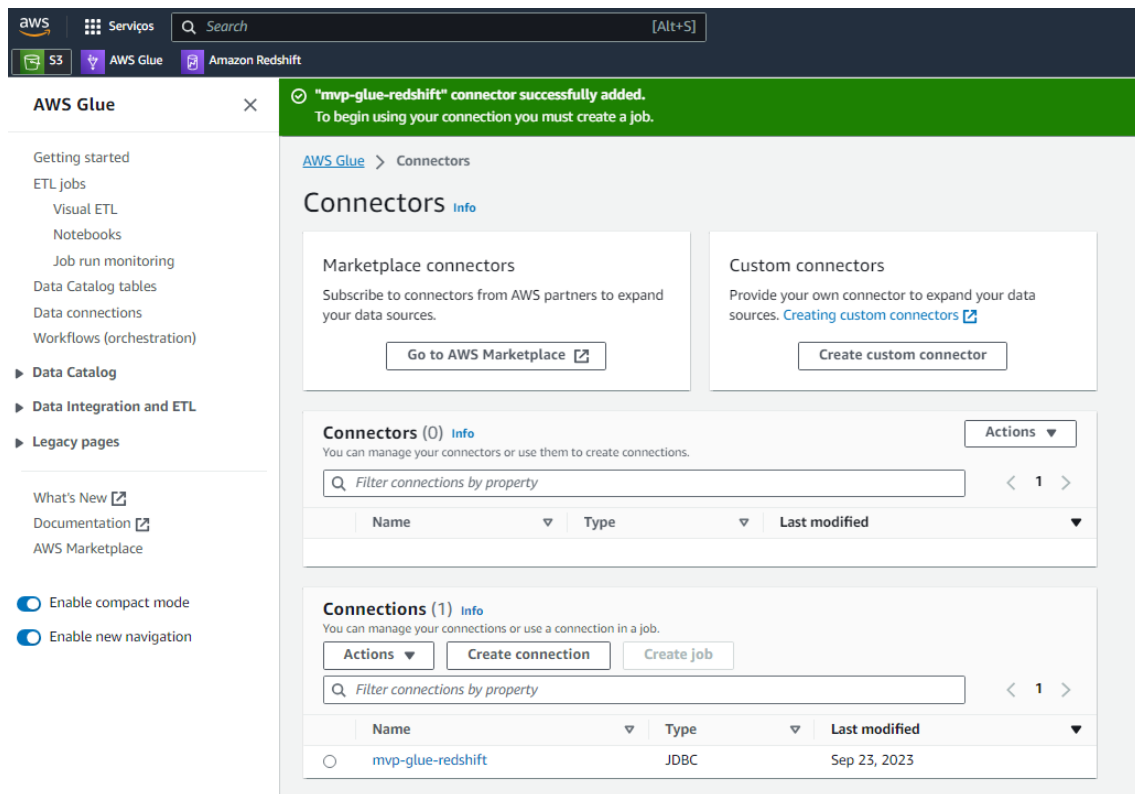 aws
Serviços
Search [Alt+S]
S3 AWS Glue Amazon Redshift
AWS Glue
Getting started
ETL jobs
Visual ETL
Notebooks
Job run monitoring
Data Catalog tables
Data connections
Workflows (orchestration)
Data Catalog
Data Integration and ETL
Legacy pages
What's New
Documentation
AWS Marketplace
Enable compact mode
Enable new navigation
"mvp-glue-redshift" connector successfully added.
To begin using your connection you must create a job.
AWS Glue > Connectors
Connectors Info
Marketplace connectors
Subscribe to connectors from AWS partners to expand
your data sources.
Go to AWS Marketplace
Custom connectors
Provide your own connector to expand your data
sources. Creating custom connectors
Create custom connector
Connectors (0) Info
Actions
You can manage your connectors or use them to create connections.
Filter connections by property
1
Name Type Last modified
Connections (1) Info
You can manage your connections or use a connection in a job.
Actions Create connection Create job
Filter connections by property
1
Name Type Last modified
mvp-glue-redshift JDBC Sep 23, 2023